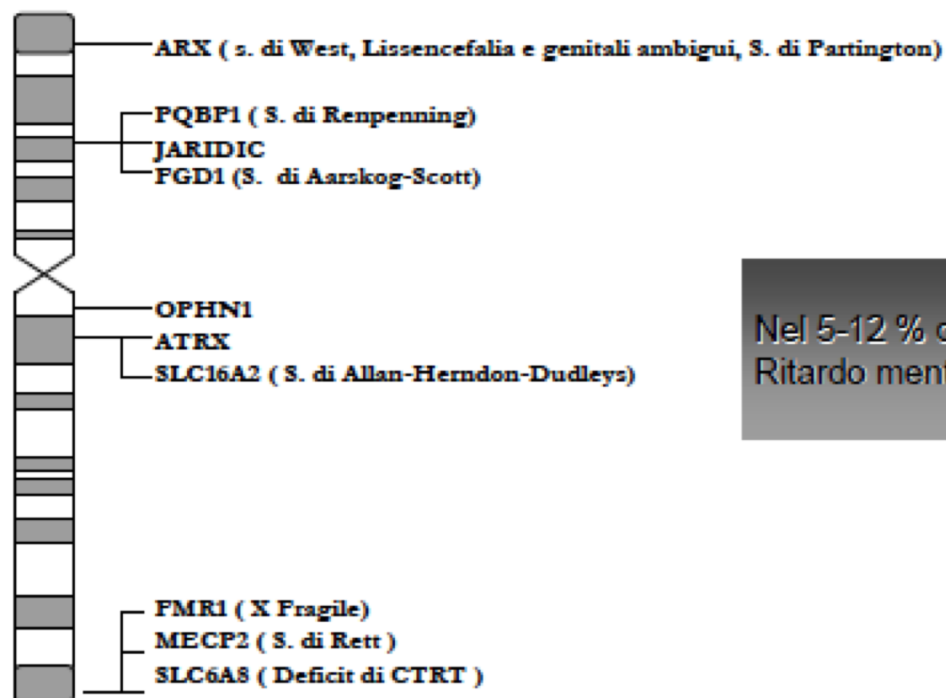 ARX ( s. di West, Lissencefalia e genitali ambigui, S. di Partington)
PQBP1 ( S. di Renpenning)
JARIDIC
FGD1 (S. di Aarskog-Scott)
OPHN1
ATRX
SLC16A2 ( S. di Allan-Herndon-Dudleys)
Nel 5-12 %
Ritardo
FMR1 ( X Fragile)
MECP2 ( S. di Rett )
SLC6A8 ( Deficit di CTRT )